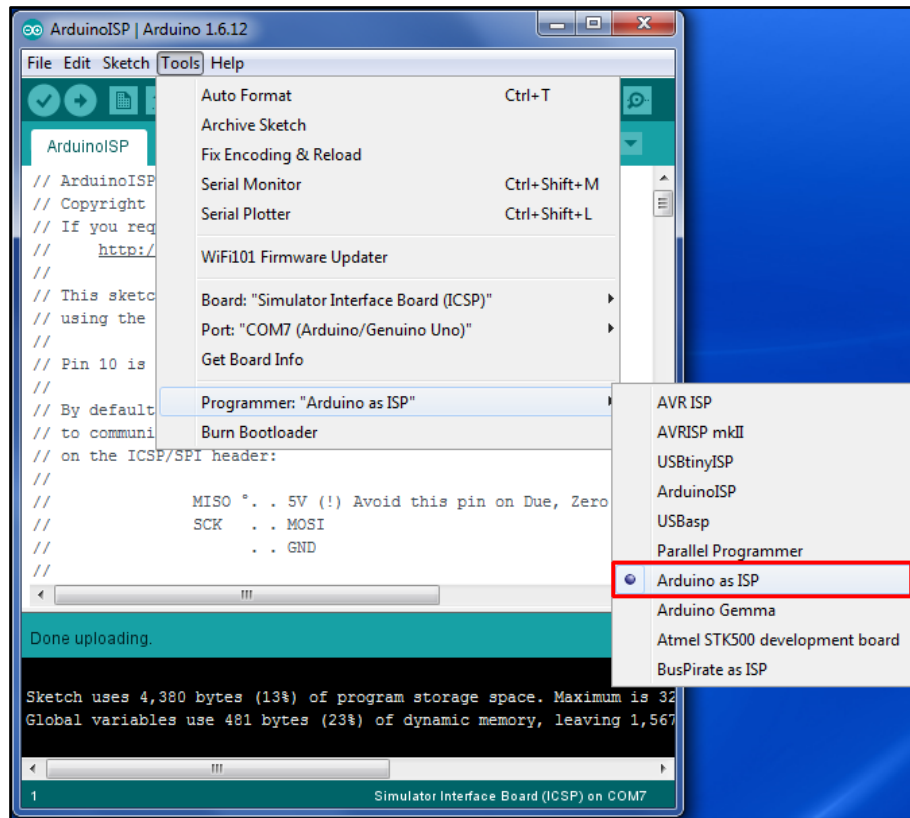 ArduinoISP | Arduino 1.6.12
File Edit Sketch Tools Help
Auto Format Ctrl+T
Archive Sketch
Fix Encoding & Reload
Serial Monitor Ctrl+Shift+M
Serial Plotter Ctrl+Shift+L
WiFi101 Firmware Updater
Board: "Simulator Interface Board (ICSP)"
Port: "COM7 (Arduino/Genuino Uno)"
Get Board Info
Programmer: "Arduino as ISP"
Burn Bootloader
AVR ISP
AVRISP mkII
USBtinyISP
ArduinoISP
USBasp
Parallel Programmer
Arduino as ISP
Arduino Gemma
Atmel STK500 development board
BusPirate as ISP
ArduinoISP
// ArduinoISP
// Copyright
// If you req
// http:/
//
// This sketc
// using the
//
// Pin 10 is
//
// By default
// to communi
// on the ICSP/SPI header:
//
// MISO °. . 5V (!) Avoid this pin on Due, Zero
// SCK . . MOSI
// . . GND
//
Done uploading.
Sketch uses 4,380 bytes (13%) of program storage space. Maximum is 32
Global variables use 481 bytes (23%) of dynamic memory, leaving 1,567
1 Simulator Interface Board (ICSP) on COM7